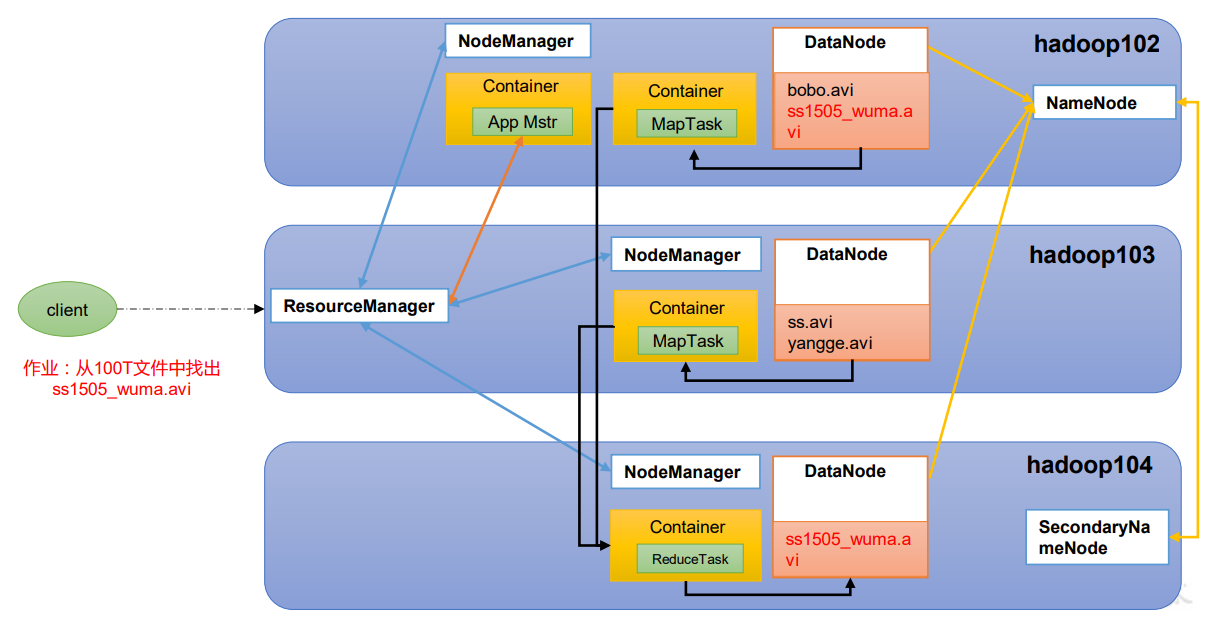 hadoop102
NodeManager
Container
App Mstr
Container
MapTask
DataNode
bobo.avi
ss1505_wuma.a
vi
NameNode
hadoop103
client
作业：从100T文件中找出
ss1505_wuma.avi
ResourceManager
NodeManager
Container
MapTask
DataNode
ss.avi
yangge.avi
hadoop104
NodeManager
Container
ReduceTask
DataNode
ss1505_wuma.a
vi
SecondaryNa
meNode